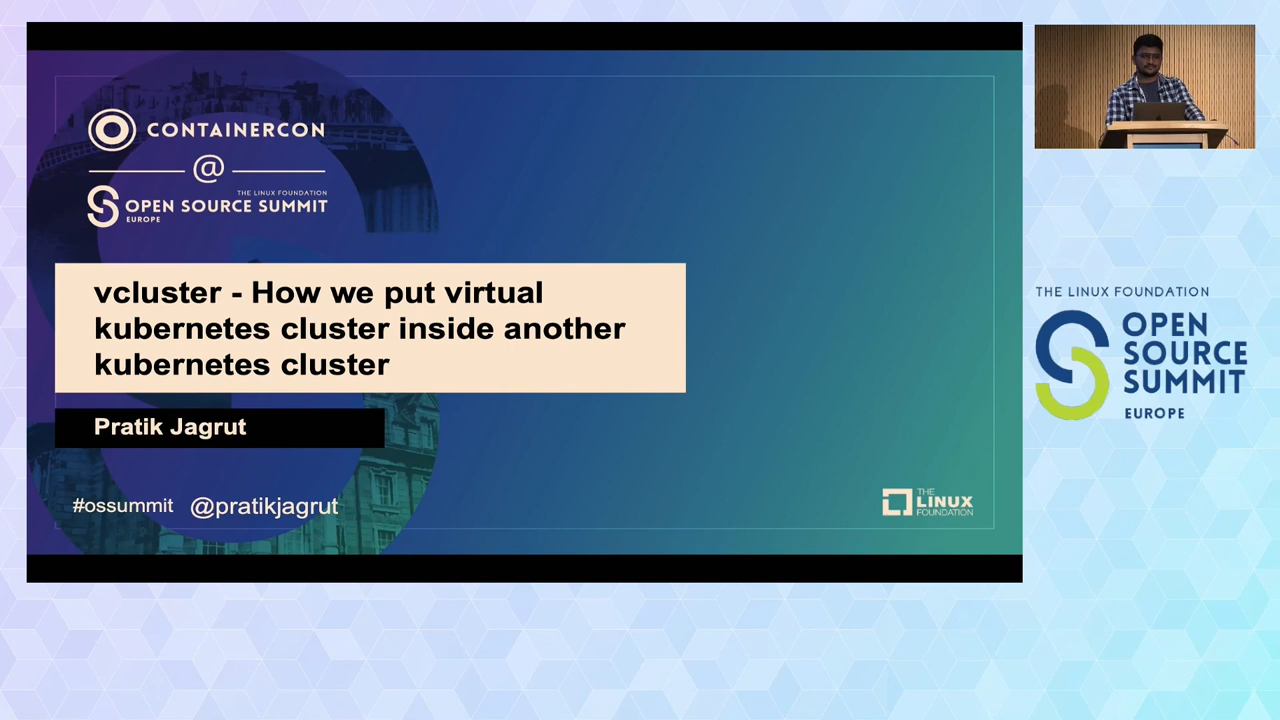 CONTAINERCON
@
THE LINUX FOUNDATION
OPEN SOURCE SUMMIT
EUROPE
vcluster - How we put virtual
kubernetes cluster inside another
kubernetes cluster
Pratik Jagrut
#ossummit @pratikjagrut
THE
LINUX
FOUNDATION
THE LINUX FOUNDATION
OPEN
SOURCE
SUMMIT
EUROPE